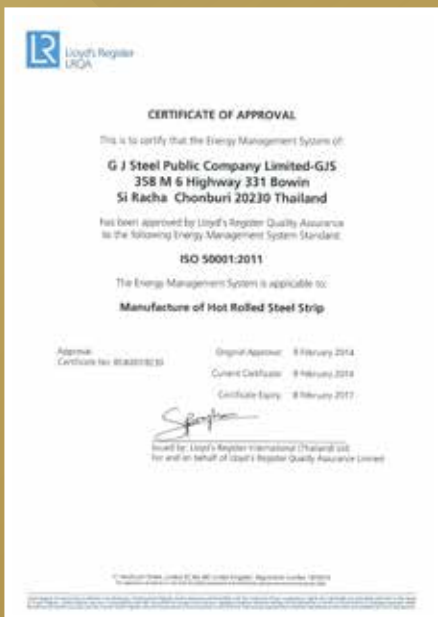 LR
Lloyd's Register
LRQA
CERTIFICATE OF APPROVAL
This is to certify that the Energy Management System of:
G J Steel Public Company Limited-GJS
358 M 6 Highway 331 Bowin
Si Racha Chonburi 20230 Thailand
has been approved by Lloyd's Register Quality Assurance
to the following Energy Management System Standard:
ISO 50001:2011
The Energy Management System is applicable to:
Manufacture of Hot Rolled Steel Strip
Approval
Certificate No:
Original Approval: 9 February 2014
Current Certificate: 9 February 2014
Certificate Expiry: 8 February 2017
Issued by: Lloyd's Register International (Thailand) Ltd
for and on behalf of Lloyd's Register Quality Assurance Limited